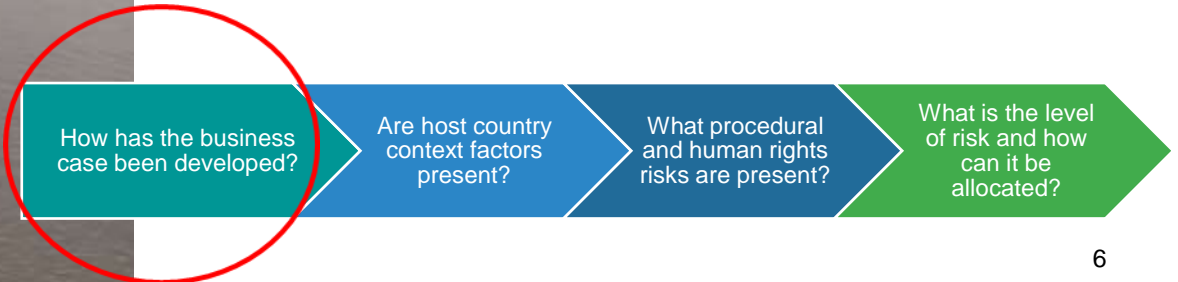 How has the business
case been developed?
Are host country
context factors
present?
What procedural
and human rights
risks are present?
What is the level
of risk and how
can it be
allocated?
6